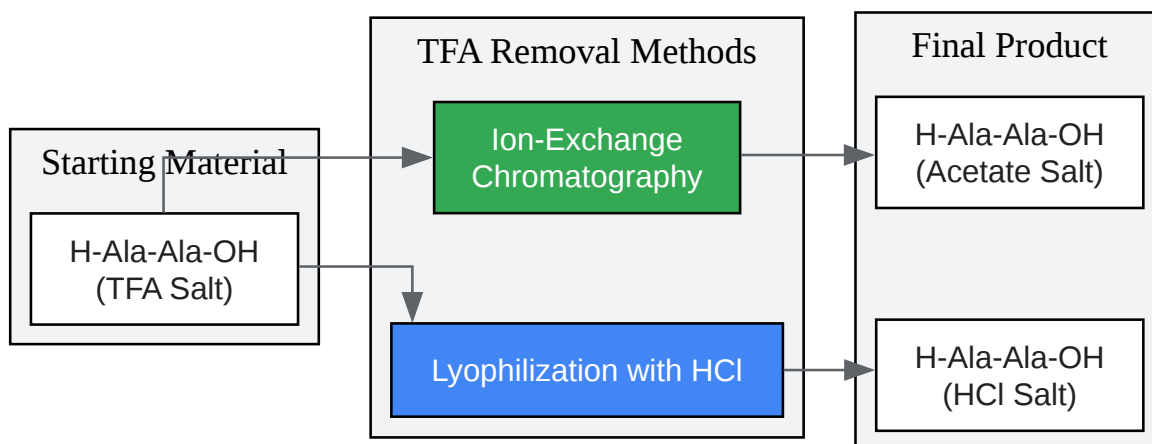 Starting Material
H-Ala-Ala-OH
(TFA Salt)
TFA Removal Methods
Ion-Exchange
Chromatography
Lyophilization with HCl
Final Product
H-Ala-Ala-OH
(Acetate Salt)
H-Ala-Ala-OH
(HCl Salt)